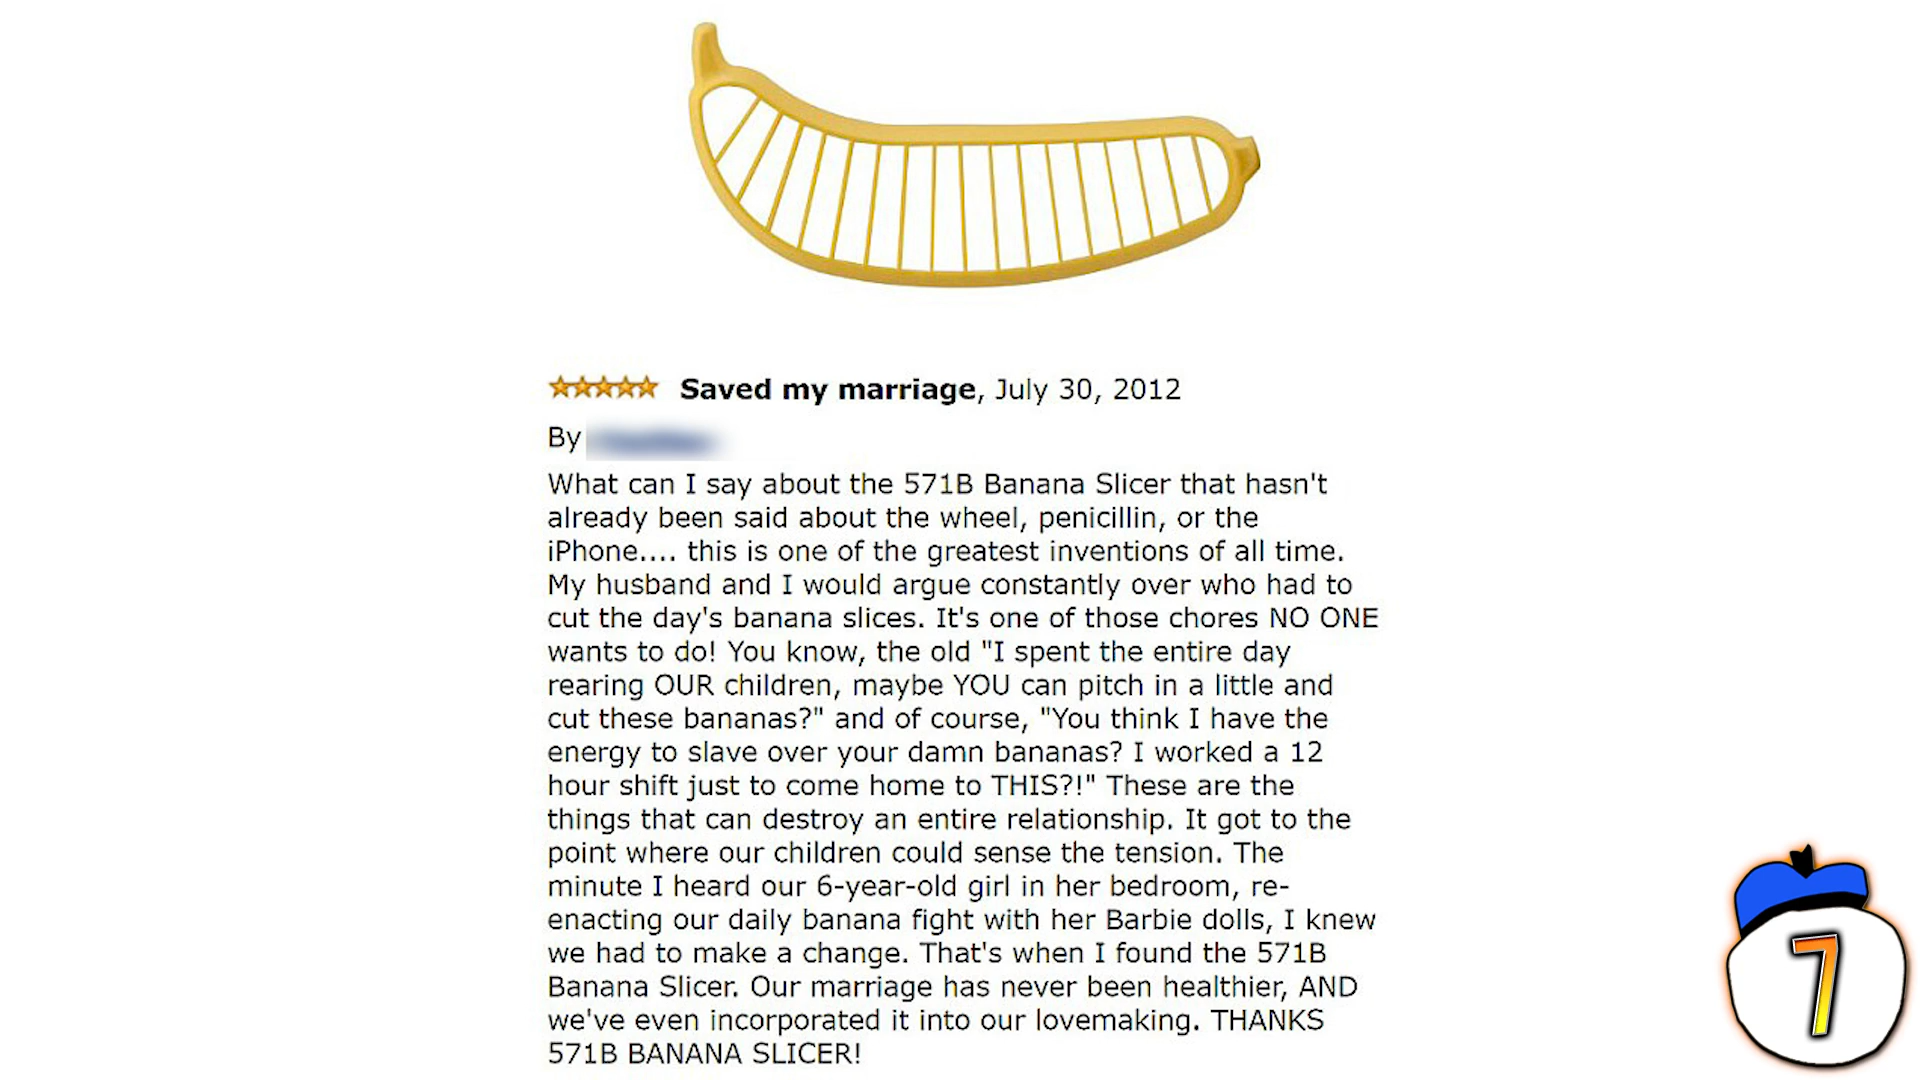 Saved my marriage, July 30, 2012
By
What can I say about the 571B Banana Slicer that hasn't
already been said about the wheel, penicillin, or the
iPhone.... this is one of the greatest inventions of all time.
My husband and I would argue constantly over who had to
cut the day's banana slices. It's one of those chores NO ONE
wants to do! You know, the old "I spent the entire day
rearing OUR children, maybe YOU can pitch in a little and
cut these bananas?" and of course, "You think I have the
energy to slave over your damn bananas? I worked a 12
hour shift just to come home to THIS?!" These are the
things that can destroy an entire relationship. It got to the
point where our children could sense the tension. The
minute I heard our 6-year-old girl in her bedroom, re-
enacting our daily banana fight with her Barbie dolls, I knew
we had to make a change. That's when I found the 571B
Banana Slicer. Our marriage has never been healthier, AND
we've even incorporated it into our lovemaking. THANKS
571B BANANA SLICER!
7